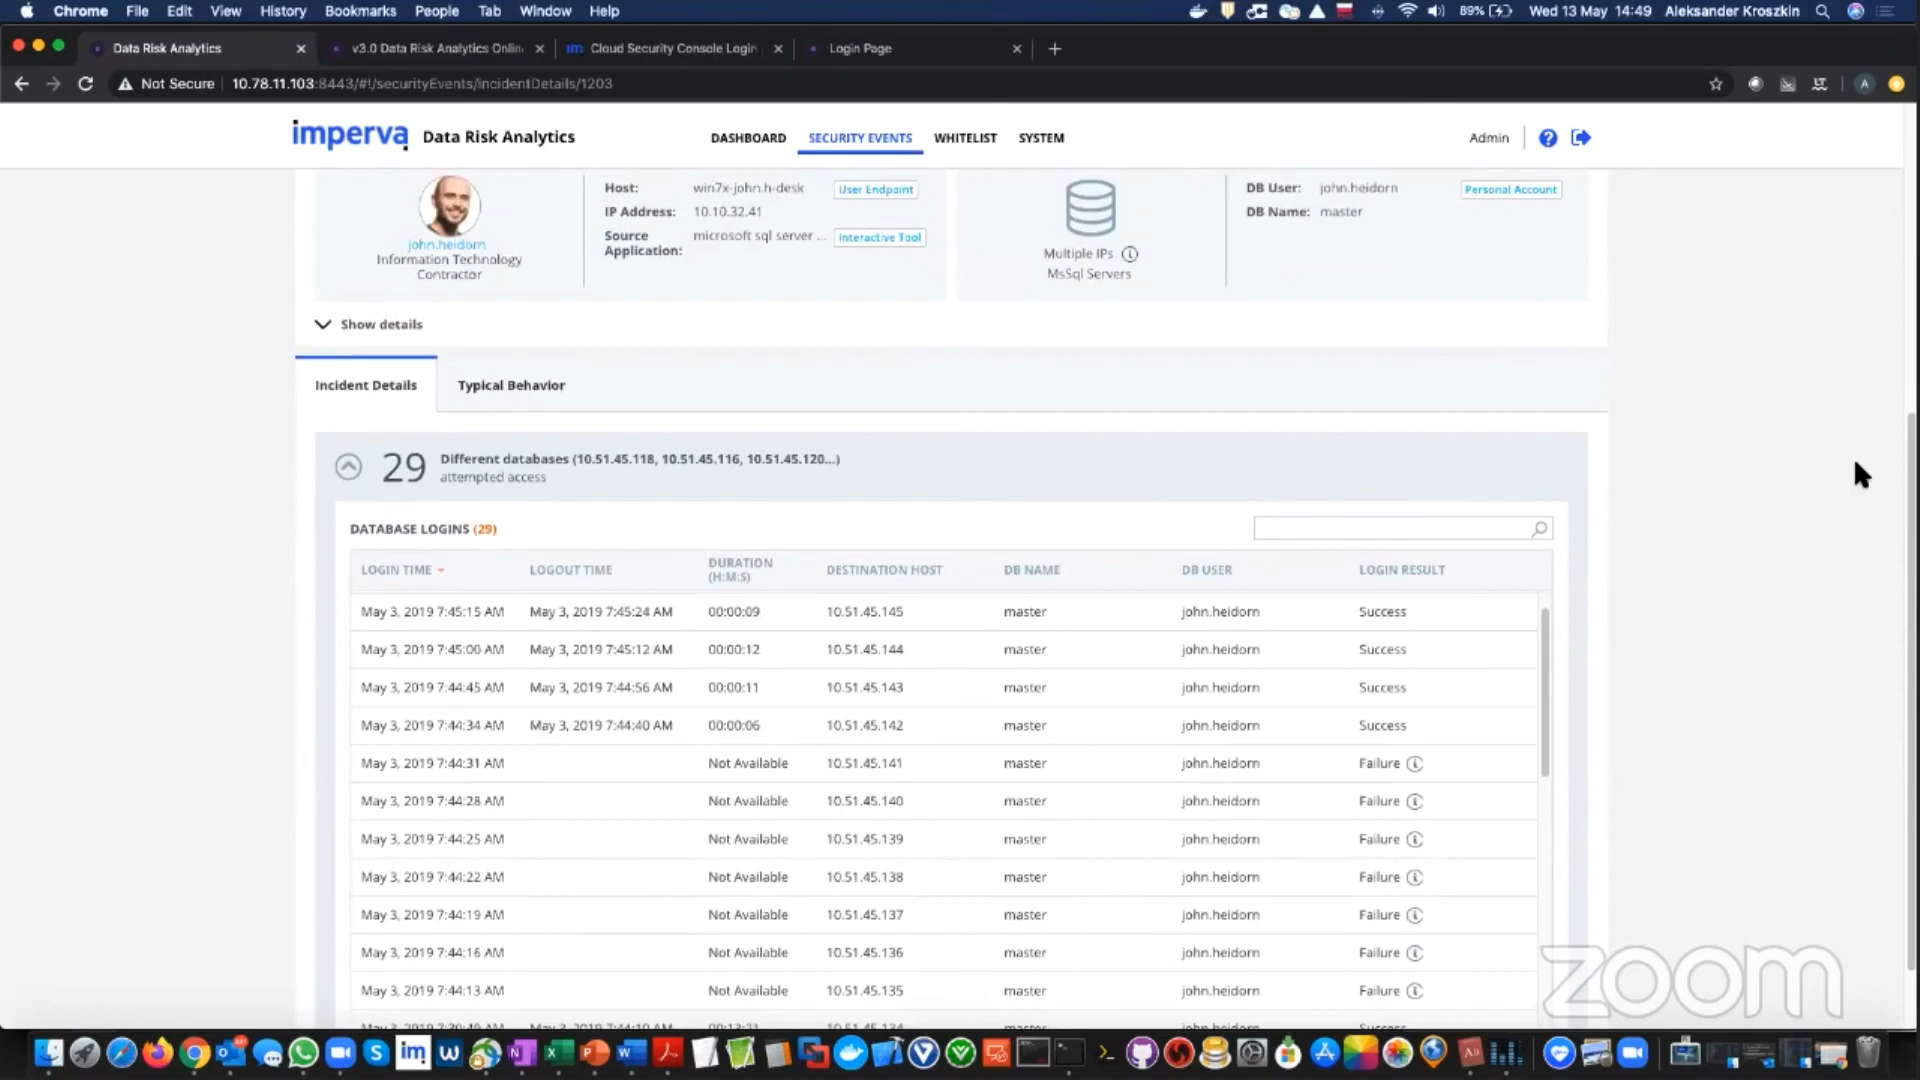 Chrome File Edit View History Bookmarks People Tab Window Help
89% Wed 13 May 14:49 Aleksander Kroszkin
Data Risk Analytics
v3.0 Data Risk Analytics Onlin
Cloud Security Console Login
Login Page
Not Secure 10.78.11.103:8443/#!/securityEvents/incidentDetails/1203
imperva Data Risk Analytics
DASHBOARD SECURITY EVENTS WHITELIST SYSTEM
Admin
john.heidorn
Information Technology
Contractor
Host: win7x-john.h-desk User Endpoint
IP Address: 10.10.32.41
Source Application: microsoft sql server ... Interactive Tool
Multiple IPs
MsSql Servers
DB User: john.heidorn Personal Account
DB Name: master
Show details
Incident Details Typical Behavior
29 Different databases (10.51.45.118, 10.51.45.116, 10.51.45.120...)
attempted access
DATABASE LOGINS (29)
LOGIN TIME LOGOUT TIME DURATION (H:M:S) DESTINATION HOST DB NAME DB USER LOGIN RESULT
May 3, 2019 7:45:15 AM May 3, 2019 7:45:24 AM 00:00:09 10.51.45.145 master john.heidorn Success
May 3, 2019 7:45:00 AM May 3, 2019 7:45:12 AM 00:00:12 10.51.45.144 master john.heidorn Success
May 3, 2019 7:44:45 AM May 3, 2019 7:44:56 AM 00:00:11 10.51.45.143 master john.heidorn Success
May 3, 2019 7:44:34 AM May 3, 2019 7:44:40 AM 00:00:06 10.51.45.142 master john.heidorn Success
May 3, 2019 7:44:31 AM Not Available 10.51.45.141 master john.heidorn Failure
May 3, 2019 7:44:28 AM Not Available 10.51.45.140 master john.heidorn Failure
May 3, 2019 7:44:25 AM Not Available 10.51.45.139 master john.heidorn Failure
May 3, 2019 7:44:22 AM Not Available 10.51.45.138 master john.heidorn Failure
May 3, 2019 7:44:19 AM Not Available 10.51.45.137 master john.heidorn Failure
May 3, 2019 7:44:16 AM Not Available 10.51.45.136 master john.heidorn Failure
May 3, 2019 7:44:13 AM Not Available 10.51.45.135 master john.heidorn Failure
zoom